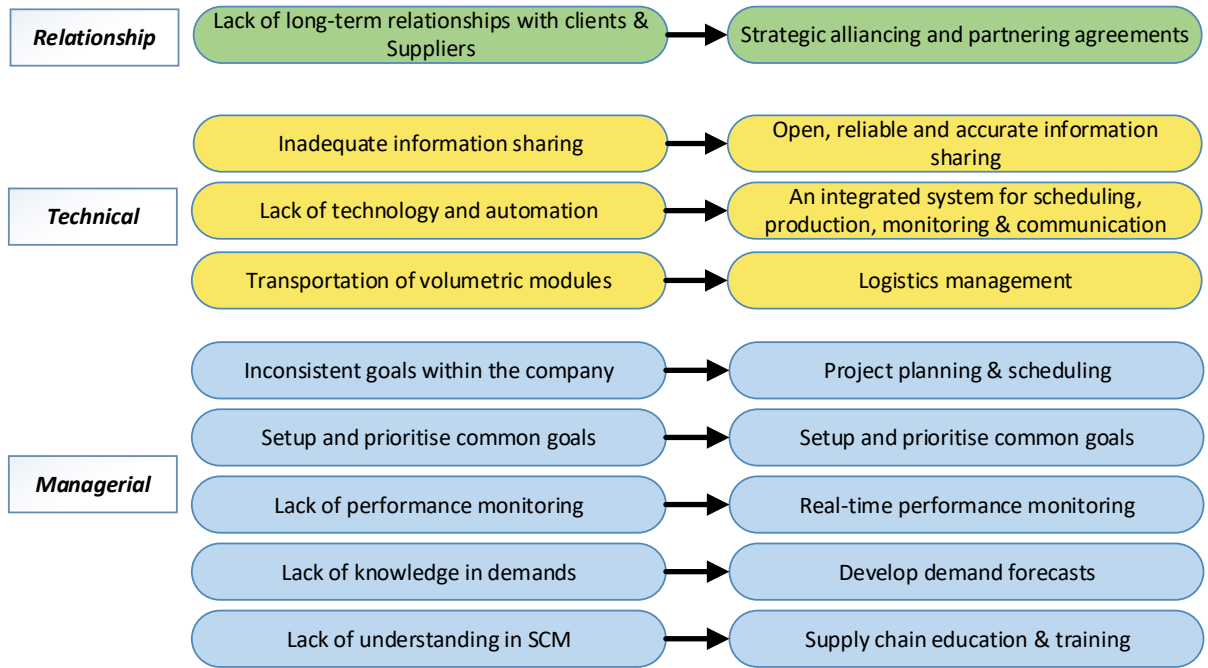 Relationship
Lack of long-term relationships with clients &
Suppliers
Strategic alliancing and partnering agreements
Technical
Inadequate information sharing
Open, reliable and accurate information
sharing
Lack of technology and automation
An integrated system for scheduling,
production, monitoring & communication
Transportation of volumetric modules
Logistics management
Managerial
Inconsistent goals within the company
Project planning & scheduling
Setup and prioritise common goals
Setup and prioritise common goals
Lack of performance monitoring
Real-time performance monitoring
Lack of knowledge in demands
Develop demand forecasts
Lack of understanding in SCM
Supply chain education & training